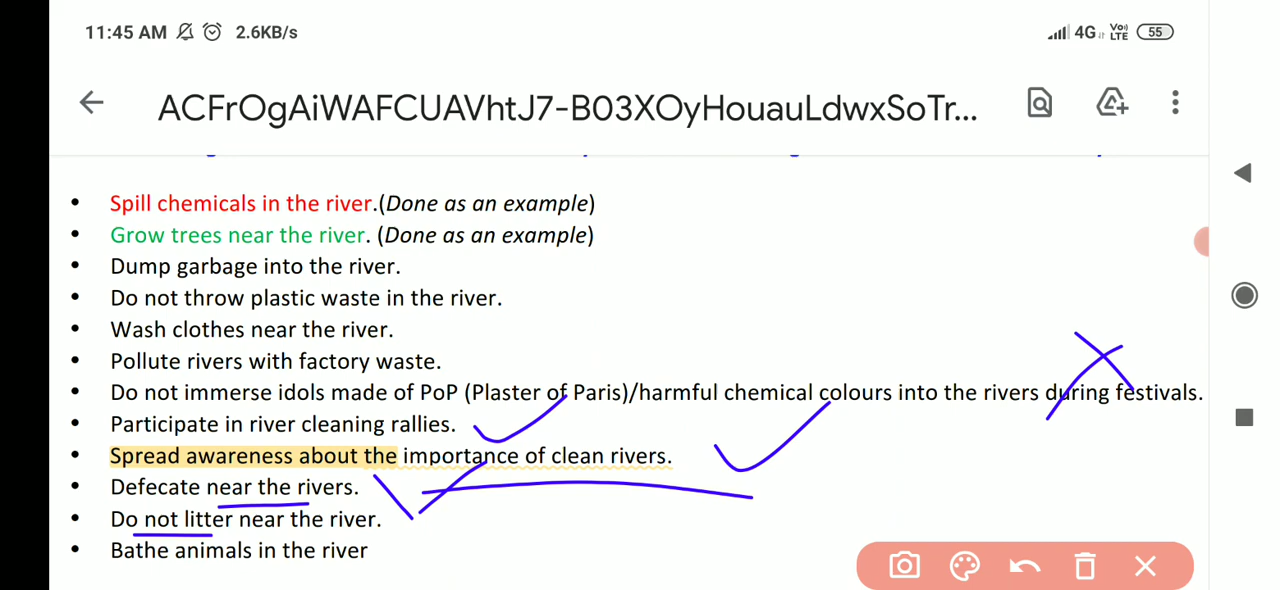 11:45 AM 2.6KB/s 4G Vo) LTE 55
ACFrOgAiWAFCUAVhtJ7-B03XOyHouauLdwxSoTr...
• Spill chemicals in the river.(Done as an example)
• Grow trees near the river. (Done as an example)
• Dump garbage into the river.
• Do not throw plastic waste in the river.
• Wash clothes near the river.
• Pollute rivers with factory waste.
• Do not immerse idols made of PoP (Plaster of Paris)/harmful chemical colours into the rivers during festivals.
• Participate in river cleaning rallies.
• Spread awareness about the importance of clean rivers.
• Defecate near the rivers.
• Do not litter near the river.
• Bathe animals in the river